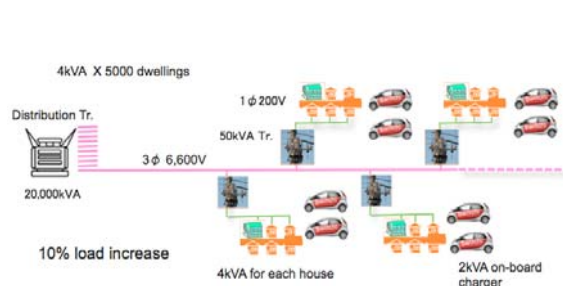 4kVA X 5000 dwellings
1ϕ200V
Distribution Tr.
50kVA Tr.
3ϕ 6,600V
20,000kVA
10% load increase
4kVA for each house
2kVA on-board
charger